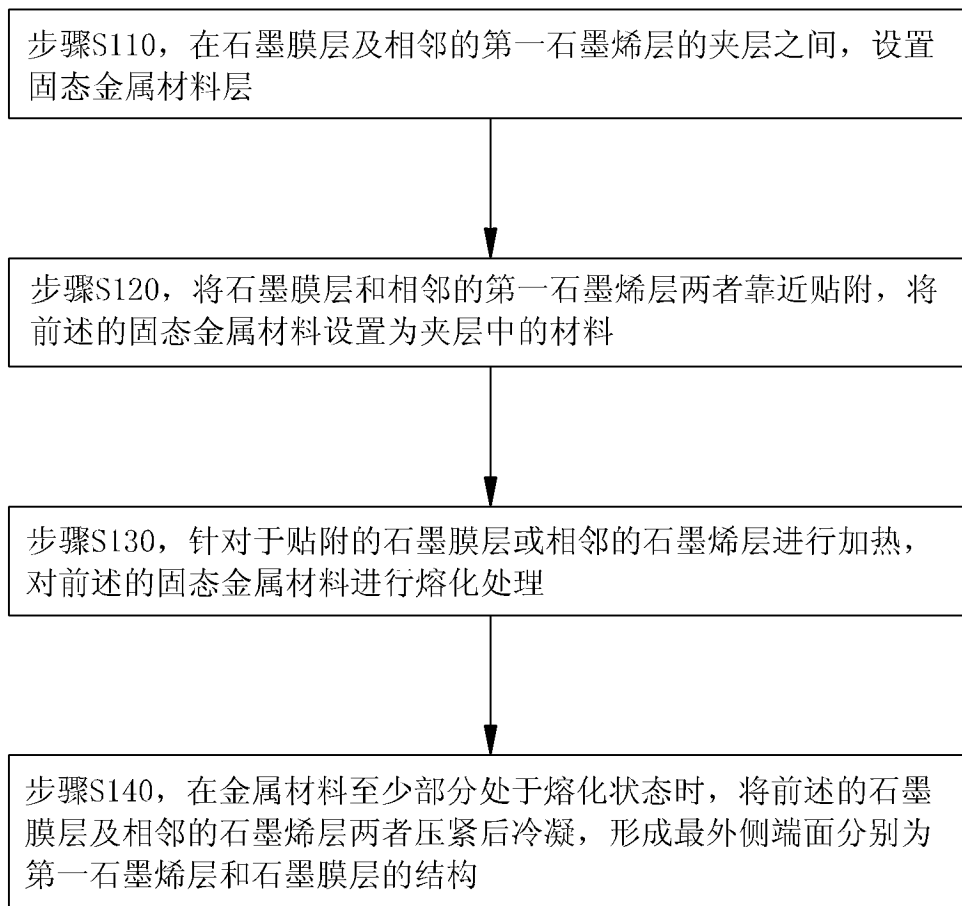 步骤S110，在石墨膜层及相邻的第一石墨烯层的夹层之间，设置
固态金属材料层
步骤S120，将石墨膜层和相邻的第一石墨烯层两者靠近贴附，将
前述的固态金属材料设置为夹层中的材料
步骤S130，针对于贴附的石墨膜层或相邻的石墨烯层进行加热，
对前述的固态金属材料进行熔化处理
步骤S140，在金属材料至少部分处于熔化状态时，将前述的石墨
膜层及相邻的石墨烯层两者压紧后冷凝，形成最外侧端面分别为
第一石墨烯层和石墨膜层的结构